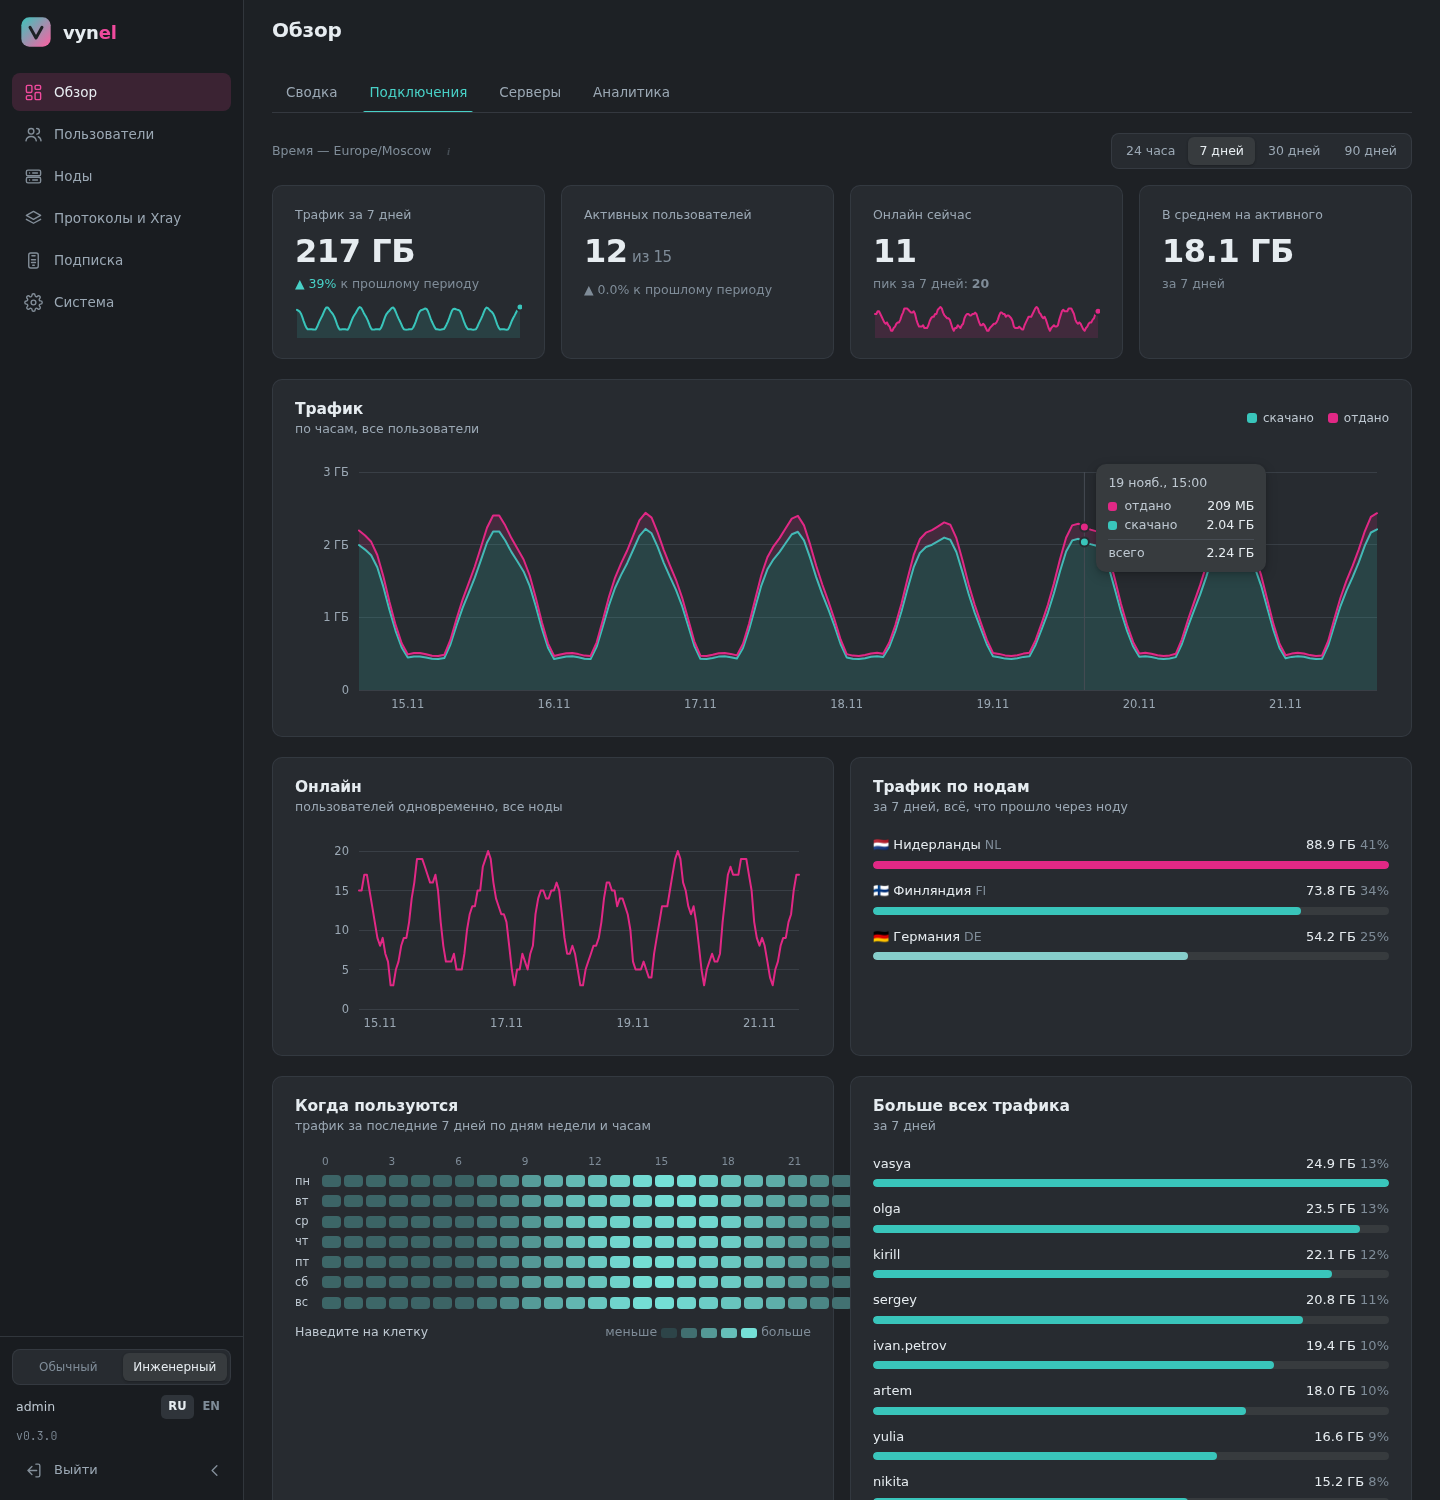 vynel
Обзор
Пользователи
Ноды
Протоколы и Xray
Подписка
Система
Обычный Инженерный
admin RU EN
v0.3.0
Выйти
Обзор
Сводка Подключения Серверы Аналитика
Время — Europe/Moscow i
24 часа 7 дней 30 дней 90 дней
Трафик за 7 дней
217 ГБ
▲ 39% к прошлому периоду
Активных пользователей
12 из 15
▲ 0.0% к прошлому периоду
Онлайн сейчас
11
пик за 7 дней: 20
В среднем на активного
18.1 ГБ
за 7 дней
Трафик
по часам, все пользователи
скачано отдано
3 ГБ
2 ГБ
1 ГБ
0
15.11 16.11 17.11 18.11 19.11 20.11 21.11
19 нояб., 15:00
отдано 209 МБ
скачано 2.04 ГБ
всего 2.24 ГБ
Онлайн
пользователей одновременно, все ноды
20
15
10
5
0
15.11 17.11 19.11 21.11
Трафик по нодам
за 7 дней, всё, что прошло через ноду
Нидерланды NL 88.9 ГБ 41%
Финляндия FI 73.8 ГБ 34%
Германия DE 54.2 ГБ 25%
Когда пользуются
трафик за последние 7 дней по дням недели и часам
0 3 6 9 12 15 18 21
пн
вт
ср
чт
пт
сб
вс
Наведите на клетку
меньше больше
Больше всех трафика
за 7 дней
vasya 24.9 ГБ 13%
olga 23.5 ГБ 13%
kirill 22.1 ГБ 12%
sergey 20.8 ГБ 11%
ivan.petrov 19.4 ГБ 10%
artem 18.0 ГБ 10%
yulia 16.6 ГБ 9%
nikita 15.2 ГБ 8%